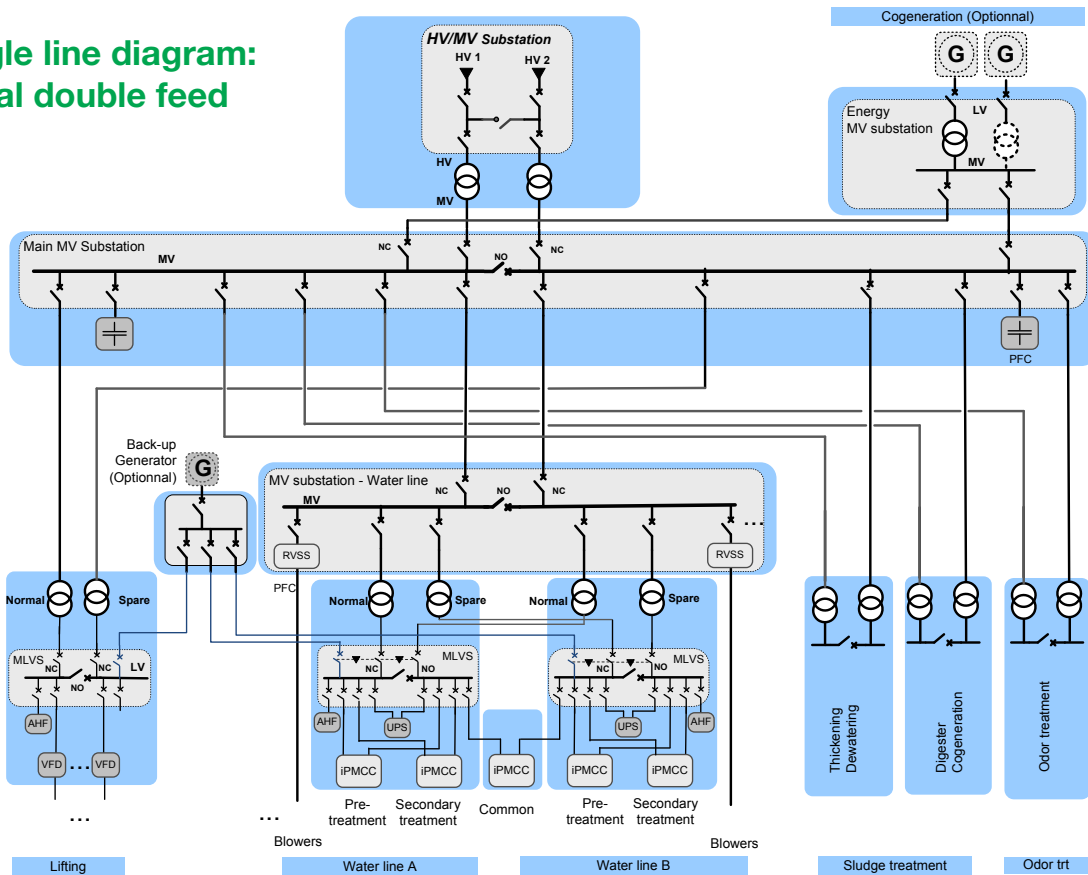 gle line diagram:
al double feed
HV/MV Substation
HV 1
HV 2
HV
MV
Cogeneration (Optionnal)
G
G
Energy
MV substation
LV
MV
Main MV Substation
MV
NC
NO
NC
PFC
Back-up
Generator
(Optionnal)
G
MV substation - Water line
MV
NC
NO
NC
...
RVSS
RVSS
PFC
Normal
Spare
Normal
Spare
Normal
Spare
MLVS
NC
NC
NO
LV
AHF
VFD
...
VFD
...
MLVS
NC
NO
AHF
UPS
iPMCC
iPMCC
Pre-
treatment
Secondary
treatment
iPMCC
Common
MLVS
NC
NO
UPS
AHF
iPMCC
iPMCC
Pre-
treatment
Secondary
treatment
...
Blowers
Blowers
Thickening
Dewatering
Digester
Cogeneration
Odor treatment
Lifting
Water line A
Water line B
Sludge treatment
Odor trt